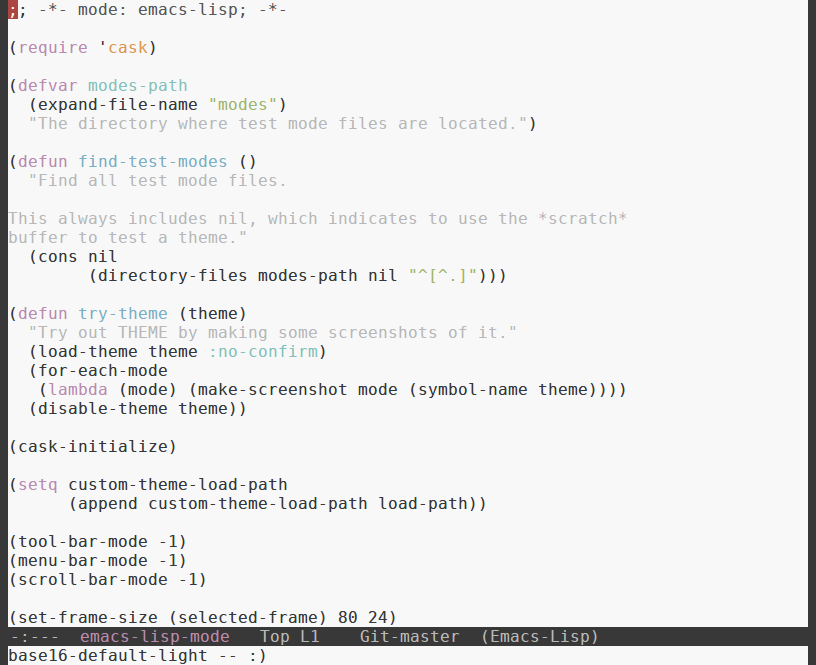 ;; -*- mode: emacs-lisp; -*-
(require 'cask)
(defvar modes-path
  (expand-file-name "modes")
  "The directory where test mode files are located.")
(defun find-test-modes ()
  "Find all test mode files.
This always includes nil, which indicates to use the *scratch*
buffer to test a theme."
  (cons nil
        (directory-files modes-path nil "^[^.]")))
(defun try-theme (theme)
  "Try out THEME by making some screenshots of it."
  (load-theme theme :no-confirm)
  (for-each-mode
   (lambda (mode) (make-screenshot mode (symbol-name theme))))
  (disable-theme theme))
(cask-initialize)
(setq custom-theme-load-path
      (append custom-theme-load-path load-path))
(tool-bar-mode -1)
(menu-bar-mode -1)
(scroll-bar-mode -1)
(set-frame-size (selected-frame) 80 24)
-:---  emacs-lisp-mode   Top L1    Git-master  (Emacs-Lisp)
base16-default-light -- :)